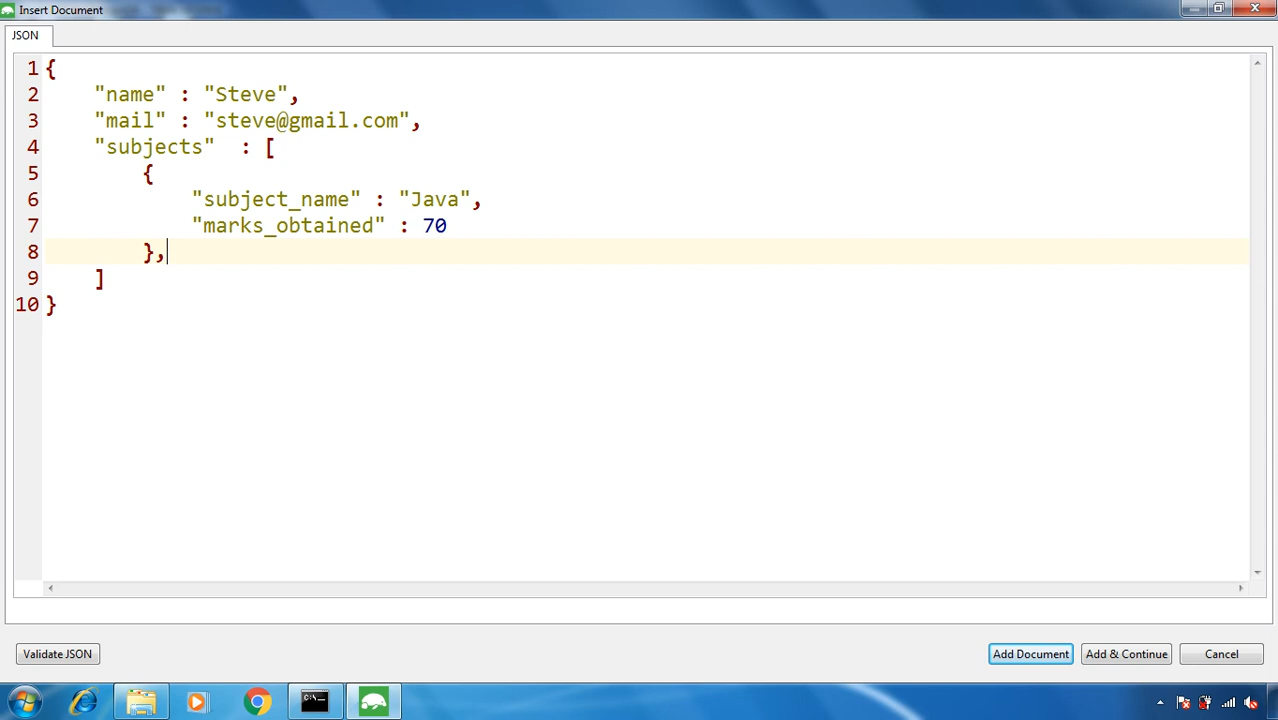 Insert Document
JSON
1 {
2 "name" : "Steve",
3 "mail" : "steve@gmail.com",
4 "subjects"  : [
5 {
6 "subject_name" : "Java",
7 "marks_obtained" : 70
8 },
9 ]
10 }
Validate JSON
Add Document
Add & Continue
Cancel